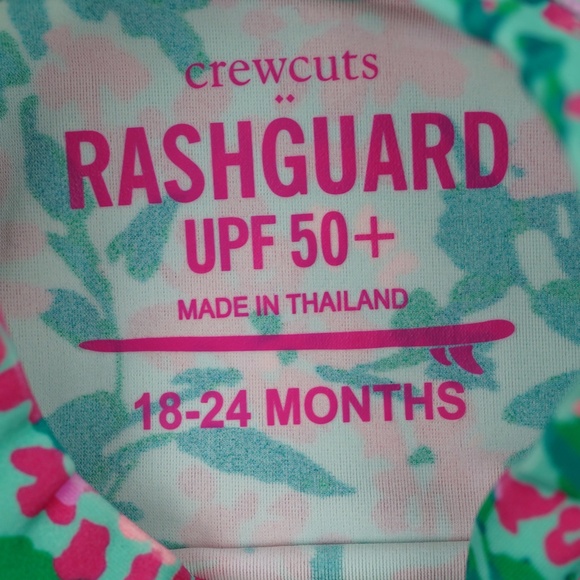 crewcuts
RASHGUARD
UPF 50+
MADE IN THAILAND
18-24 MONTHS